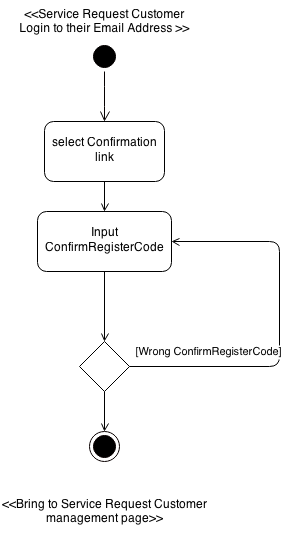 <<Service Request Customer
Login to their Email Address >>
select Confirmation
link
Input
ConfirmRegisterCode
[Wrong ConfirmRegisterCode]
<<Bring to Service Request Customer
management page>>